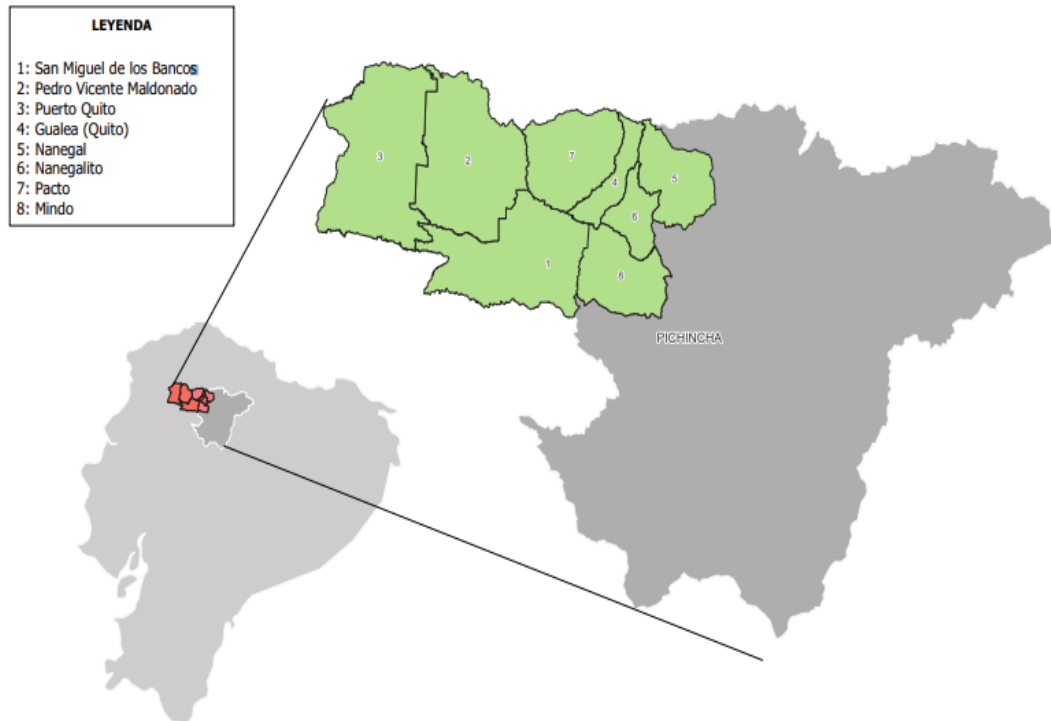 LEYENDA
1: San Miguel de los Bancos
2: Pedro Vicente Maldonado
3: Puerto Quito
4: Gualea (Quito)
5: Nanegal
6: Nanegalito
7: Pacto
8: Mindo
3
2
7
4
5
6
1
8
PICHINCHA